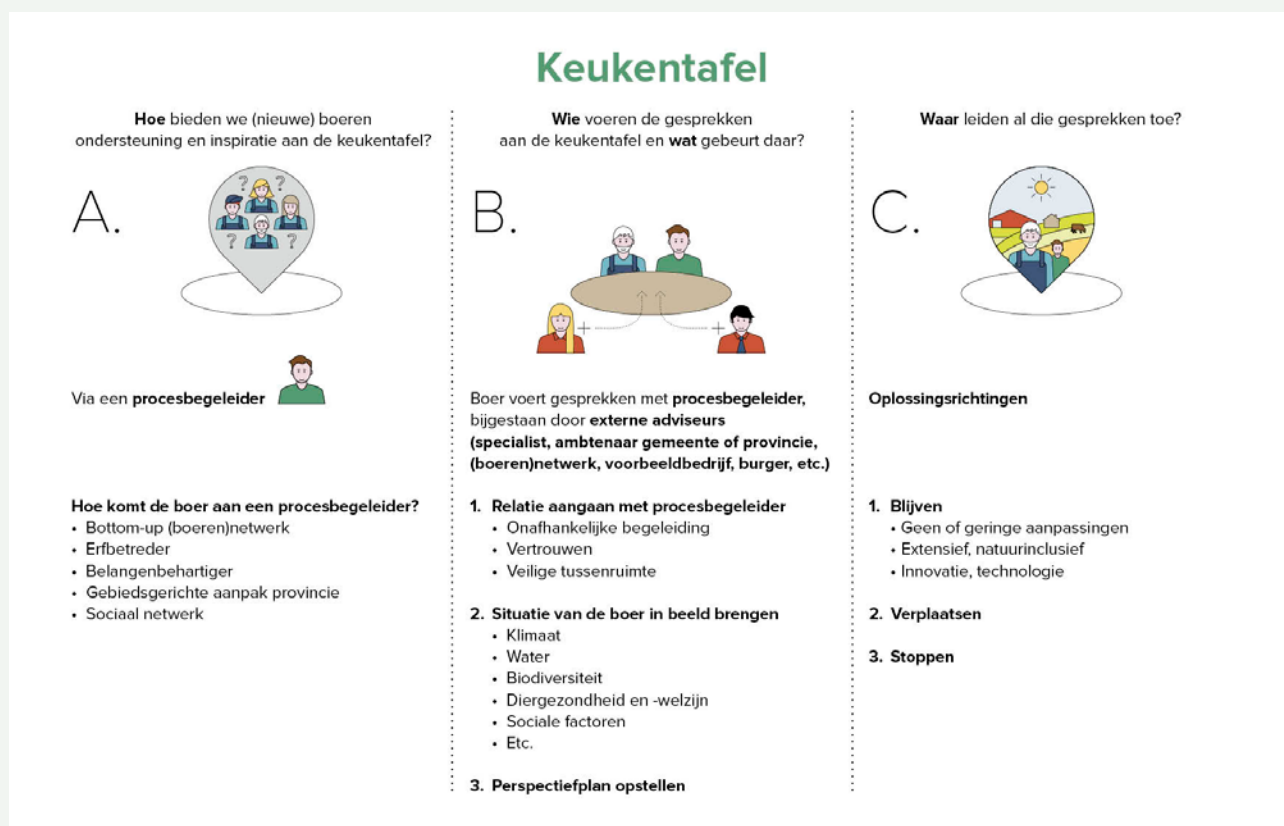 Keukentafel
Hoe bieden we (nieuwe) boeren
ondersteuning en inspiratie aan de keukentafel?
A.
? ?
? ?
Via een procesbegeleider
Hoe komt de boer aan een procesbegeleider?
• Bottom-up (boeren)netwerk
• Erfbetreder
• Belangenbehartiger
• Gebiedsgerichte aanpak provincie
• Sociaal netwerk
Wie voeren de gesprekken
aan de keukentafel en wat gebeurt daar?
B.
+ +
Boer voert gesprekken met procesbegeleider,
bijgestaan door externe adviseurs
(specialist, ambtenaar gemeente of provincie,
(boeren)netwerk, voorbeeldbedrijf, burger, etc.)
1. Relatie aangaan met procesbegeleider
• Onafhankelijke begeleiding
• Vertrouwen
• Veilige tussenruimte
2. Situatie van de boer in beeld brengen
• Klimaat
• Water
• Biodiversiteit
• Diergezondheid en -welzijn
• Sociale factoren
• Etc.
3. Perspectiefplan opstellen
Waar leiden al die gesprekken toe?
C.
Oplossingsrichtingen
1. Blijven
• Geen of geringe aanpassingen
• Extensief, natuurinclusief
• Innovatie, technologie
2. Verplaatsen
3. Stoppen